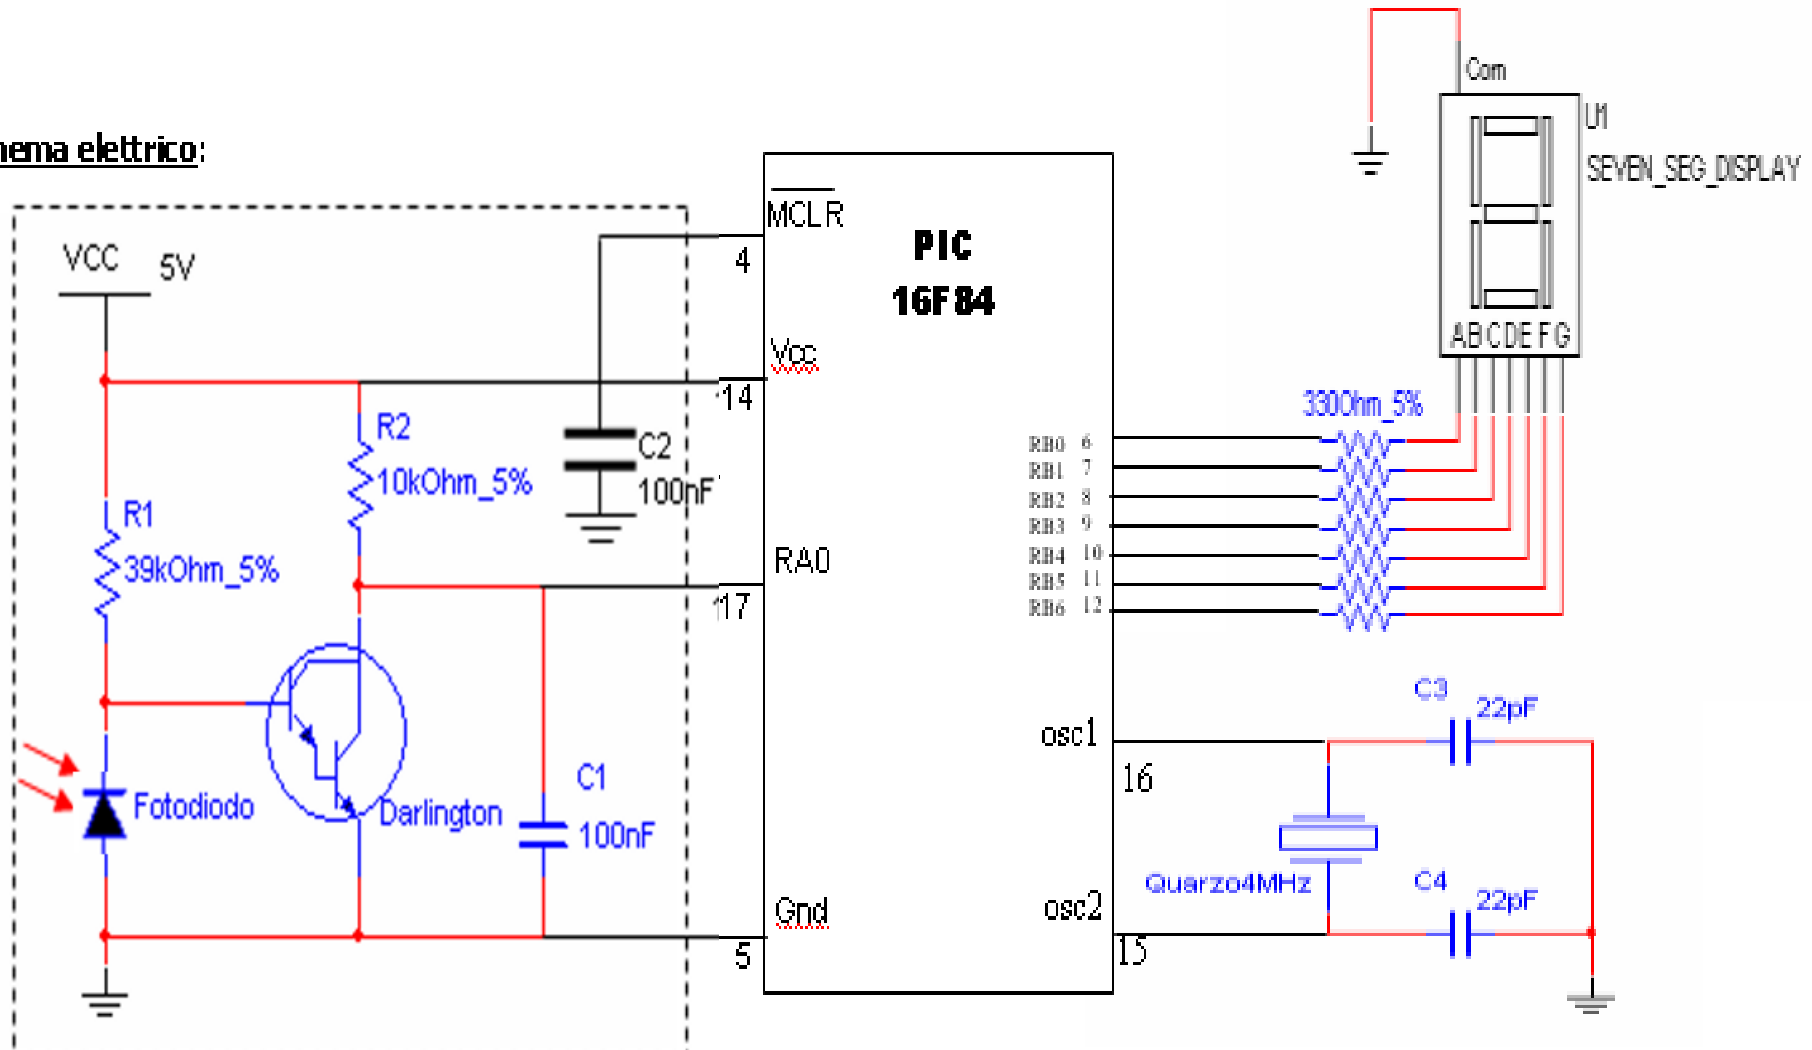 nema elettrico:
VCC 5V
R1
39kOhm_5%
Fotodiodo
R2
10kOhm_5%
Darlington
C1
100nF
C2
100nF
MCLR
4
Vcc
14
RA0
17
Gnd
5
PIC
16F84
RB0 6
RB1 7
RB2 8
RB3 9
RB4 10
RB5 11
RB6 12
osc1
16
osc2
15
330Ohm_5%
Com
U1
SEVEN_SEG_DISPLAY
ABCDEFG
C3
22pF
Quarzo4MHz
C4
22pF